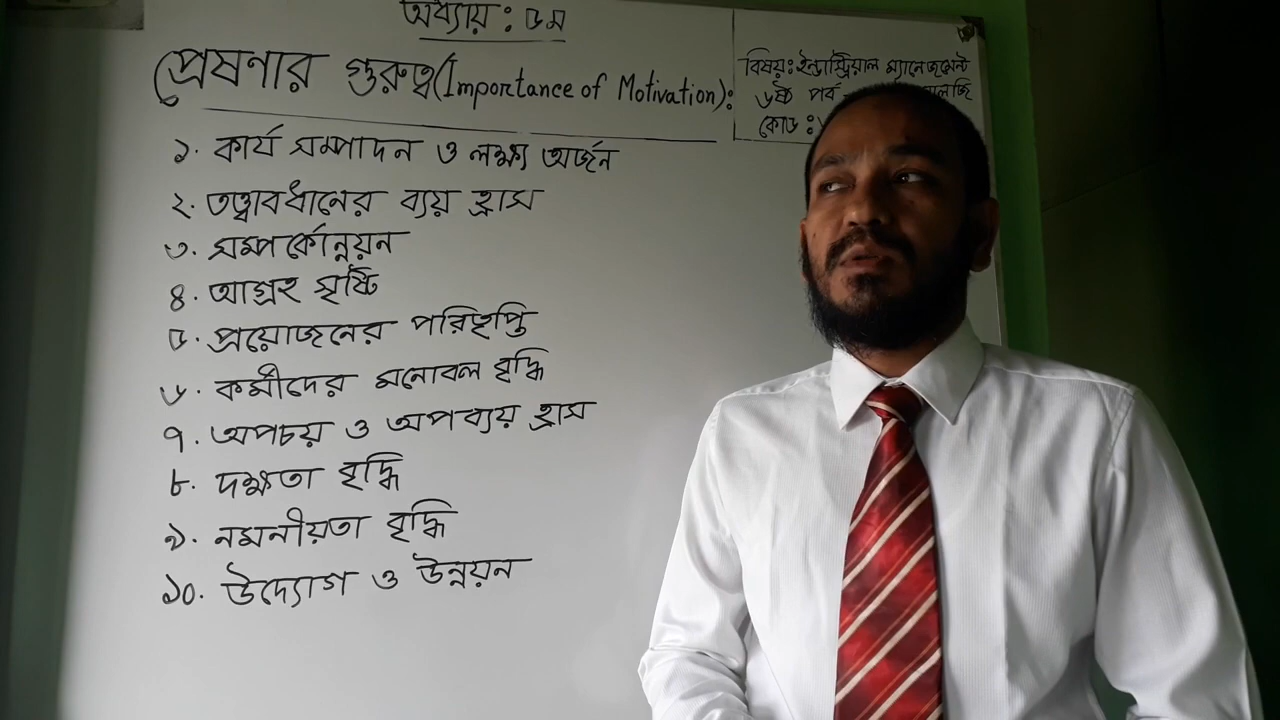 অধ্যায় : ৫ম
প্রেষণার গুরুত্ব (Importance of Motivation):
১. কার্য সম্পাদন ও লক্ষ্য অর্জন
২. তত্ত্বাবধানের ব্যয় হ্রাস
৩. সম্পর্কোন্নয়ন
৪. আগ্রহ সৃষ্টি
৫. প্রয়োজনের পরিতৃপ্তি
৬. কর্মীদের মনোবল বৃদ্ধি
৭. অপচয় ও অপব্যয় হ্রাস
৮. দক্ষতা বৃদ্ধি
৯. নমনীয়তা বৃদ্ধি
১০. উদ্যোগ ও উন্নয়ন
বিষয়ঃ ইন্ডাস্ট্রিয়াল ম্যানেজমেন্ট
৬ষ্ঠ পর্ব
কোড :